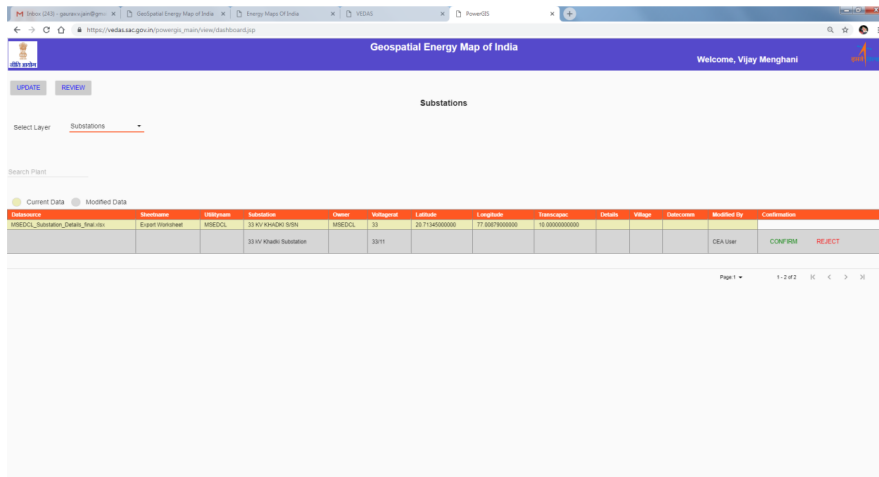 Inbox (243) - gaurav.v.jain@gma
GeoSpatial Energy Map of India
Energy Maps Of India
VEDAS
PowerGIS
https://vedas.sac.gov.in/powergis_main/view/dashboard.jsp
नीति आयोग
Geospatial Energy Map of India
Welcome, Vijay Menghani
UPDATE REVIEW
Substations
Select Layer Substations
Search Plant
Current Data Modified Data
Datasource Sheetname Utilitynam Substation Owner Voltagerat Latitude Longitude Transcapac Details Village Datecomm Modified By Confirmation
MSEDCL_Substation_Details_final.xlsx Export Worksheet MSEDCL 33 KV KHADKI S/SN MSEDCL 33 20.71345000000 77.00879000000 10.00000000000
33 kV Khadki Substation 33/11 CEA User CONFIRM REJECT
Page 1 1 - 2 of 2